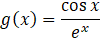 g(x) = cos x / e^x